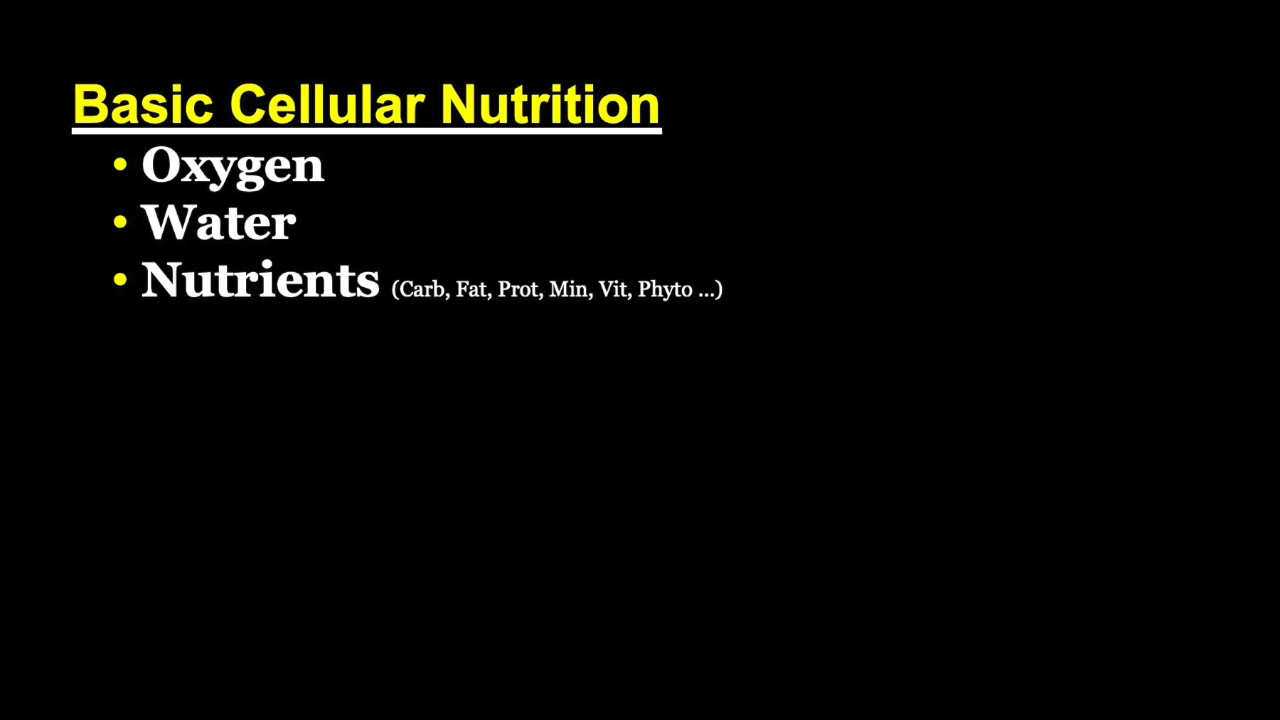 Basic Cellular Nutrition
• Oxygen
• Water
• Nutrients (Carb, Fat, Prot, Min, Vit, Phyto ...)